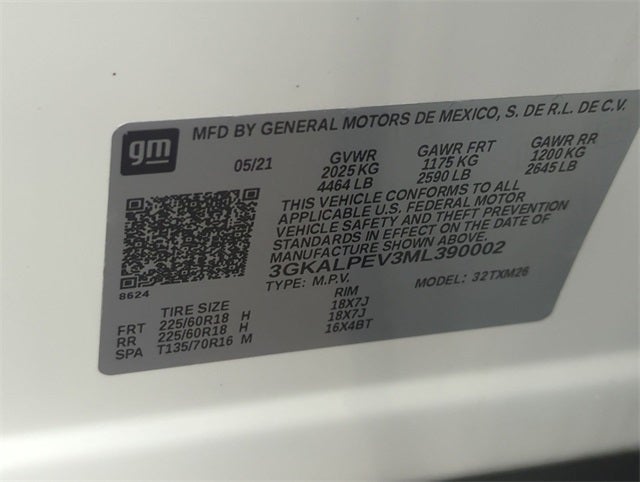 gm MFD BY GENERAL MOTORS DE MEXICO, S. DE R.L. DE C.V.
05/21 GVWR GAWR FRT GAWR RR
2025 KG 1175 KG 1200 KG
4464 LB 2590 LB 2645 LB
THIS VEHICLE CONFORMS TO ALL
APPLICABLE U.S. FEDERAL MOTOR
VEHICLE SAFETY AND THEFT PREVENTION
STANDARDS IN EFFECT ON THE DATE OF
MANUFACTURE SHOWN ABOVE.
3GKALPEV3ML390002
8624
TYPE: M.P.V. MODEL: 32TXM26
TIRE SIZE RIM
FRT 225/60R18 H 18X7J
RR 225/60R18 H 18X7J
SPA T135/70R16 M 16X4BT